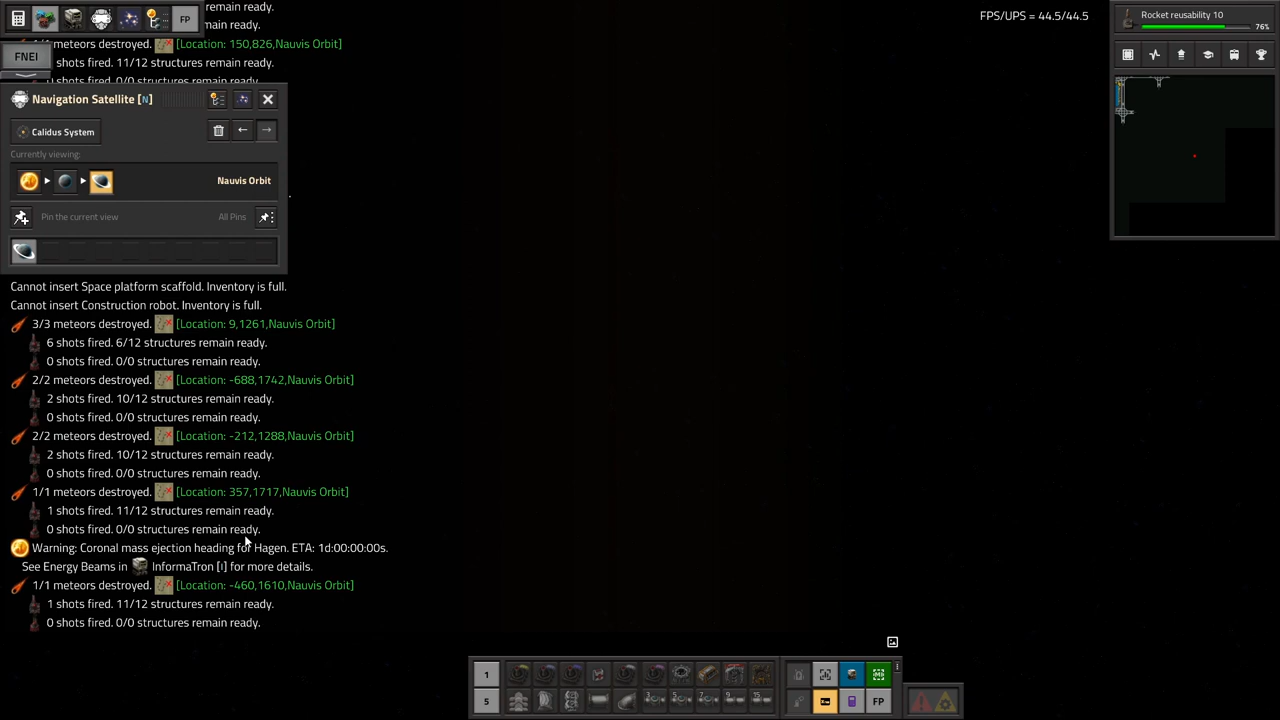 FPS/UPS = 44.5/44.5
Rocket reusability 10
76%
FP
FNEI
remain ready.
remain ready.
meteors destroyed. [Location: 150,826,Nauvis Orbit]
shots fired. 11/12 structures remain ready.
Navigation Satellite [N]
Calidus System
Currently viewing:
Nauvis Orbit
Pin the current view
All Pins
Cannot insert Space platform scaffold. Inventory is full.
Cannot insert Construction robot. Inventory is full.
3/3 meteors destroyed. [Location: 9,1261,Nauvis Orbit]
6 shots fired. 6/12 structures remain ready.
0 shots fired. 0/0 structures remain ready.
2/2 meteors destroyed. [Location: -688,1742,Nauvis Orbit]
2 shots fired. 10/12 structures remain ready.
0 shots fired. 0/0 structures remain ready.
2/2 meteors destroyed. [Location: -212,1288,Nauvis Orbit]
2 shots fired. 10/12 structures remain ready.
0 shots fired. 0/0 structures remain ready.
1/1 meteors destroyed. [Location: 357,1717,Nauvis Orbit]
1 shots fired. 11/12 structures remain ready.
0 shots fired. 0/0 structures remain ready.
Warning: Coronal mass ejection heading for Hagen. ETA: 1d:00:00:00s.
See Energy Beams in InformaTron [I] for more details.
1/1 meteors destroyed. [Location: -460,1610,Nauvis Orbit]
1 shots fired. 11/12 structures remain ready.
0 shots fired. 0/0 structures remain ready.
1
5 3 5 7 9 15 FP